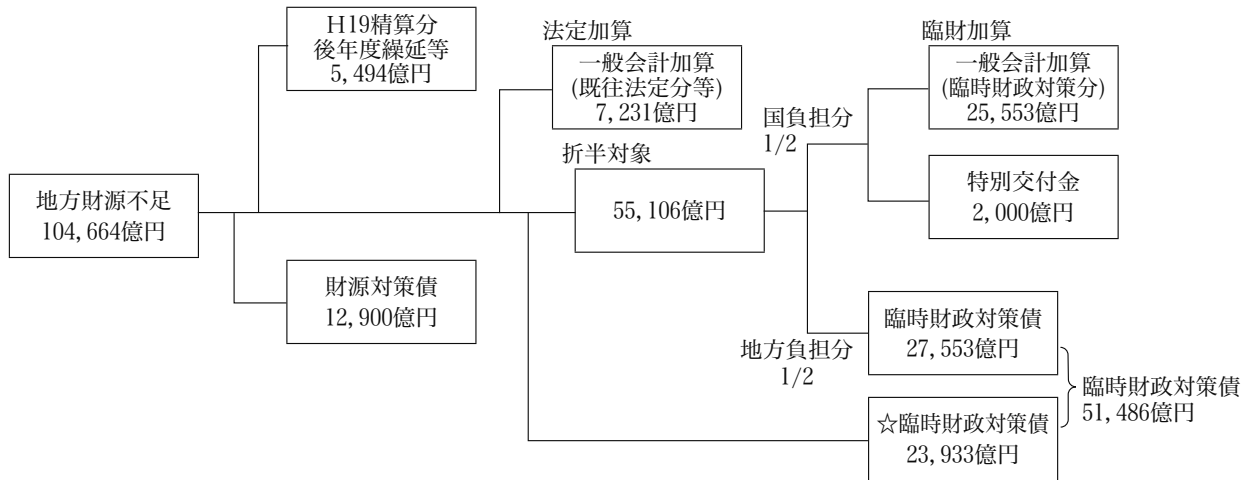 H19精算分
後年度繰延等
5,494億円
法定加算
一般会計加算
(既往法定分等)
7,231億円
臨財加算
一般会計加算
(臨時財政対策分)
25,553億円
国負担分
1/2
折半対象
55,106億円
特別交付金
2,000億円
地方財源不足
104,664億円
財源対策債
12,900億円
地方負担分
1/2
臨時財政対策債
27,553億円
☆臨時財政対策債
23,933億円
臨時財政対策債
51,486億円